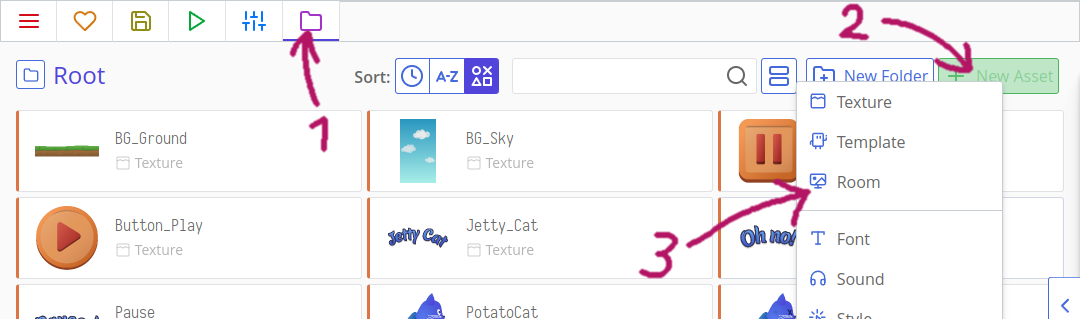 2
Root
Sort:
A-Z
New Folder
New Asset
1
Texture
Template
Room
Font
Sound
Style
BG_Ground
Texture
BG_Sky
Texture
Button_Play
Texture
Jetty Cat
Jetty_Cat
Texture
Oh no!
3
Pause
PotatoCat